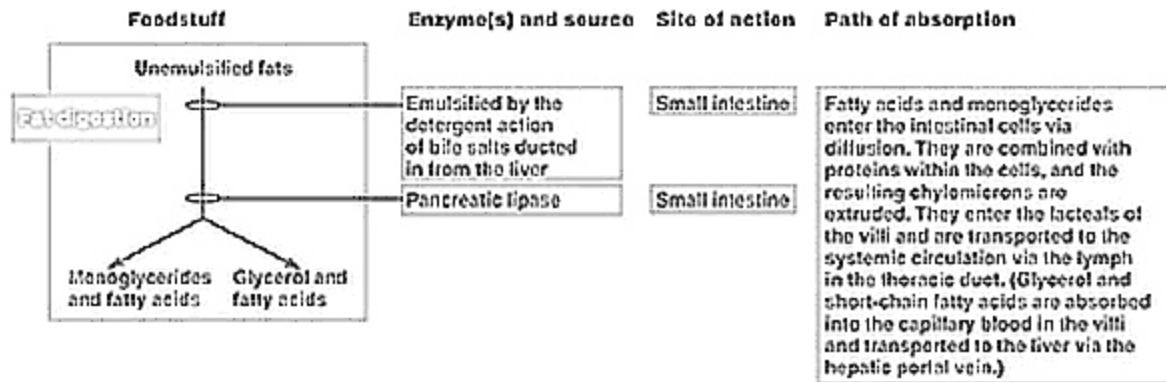 Foodstuff
Enzyme(s) and source
Site of action
Path of absorption
Unemulsified fats
Fat digestion
Emulsified by the
detergent action
of bile salts ducted
in from the liver
Small intestine
Pancreatic lipase
Small intestine
Monoglycerides
and fatty acids
Glycerol and
fatty acids
Fatty acids and monoglycerides
enter the intestinal cells via
diffusion. They are combined with
proteins within the cells, and the
resulting chylomicrons are
extruded. They enter the lacteals of
the villi and are transported to the
systemic circulation via the lymph
in the thoracic duct. (Glycerol and
short-chain fatty acids are absorbed
into the capillary blood in the villi
and transported to the liver via the
hepatic portal vein.)